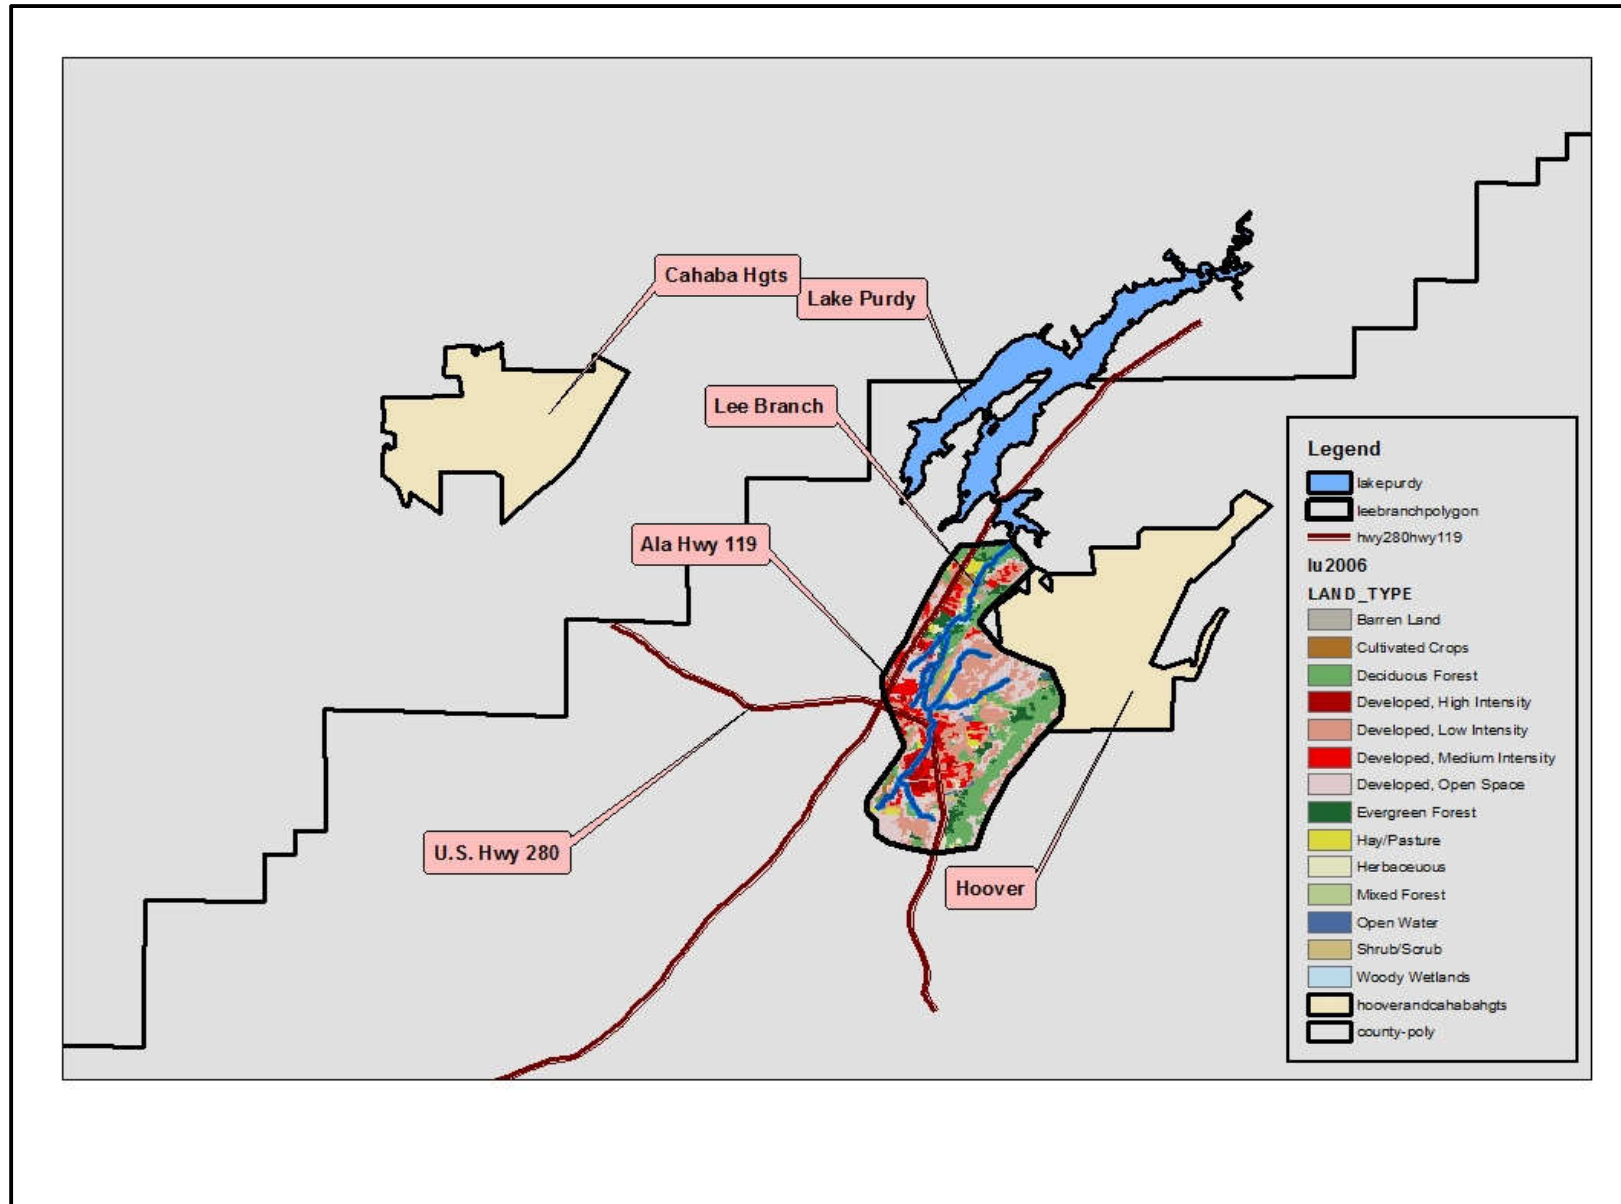 Cahaba Hgts
Lake Purdy
Lee Branch
Ala Hwy 119
U.S. Hwy 280
Hoover
Legend
lakepurdy
leebranchpolygon
hwy280hwy119
lu2006
LAND_TYPE
Barren Land
Cultivated Crops
Deciduous Forest
Developed, High Intensity
Developed, Low Intensity
Developed, Medium Intensity
Developed, Open Space
Evergreen Forest
Hay/Pasture
Herbaceuous
Mixed Forest
Open Water
Shrub/Scrub
Woody Wetlands
hooverandcahabahgts
county-poly